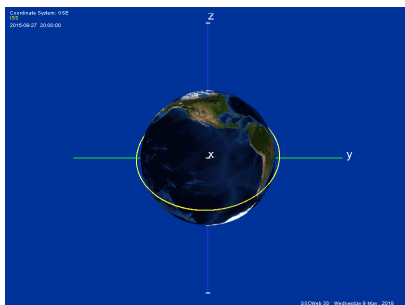 Coordinate System: GSE
ISS
2015-09-27 20:00:00
Z
X
y
SSCWeb 3D Wednesday 9 May , 2018